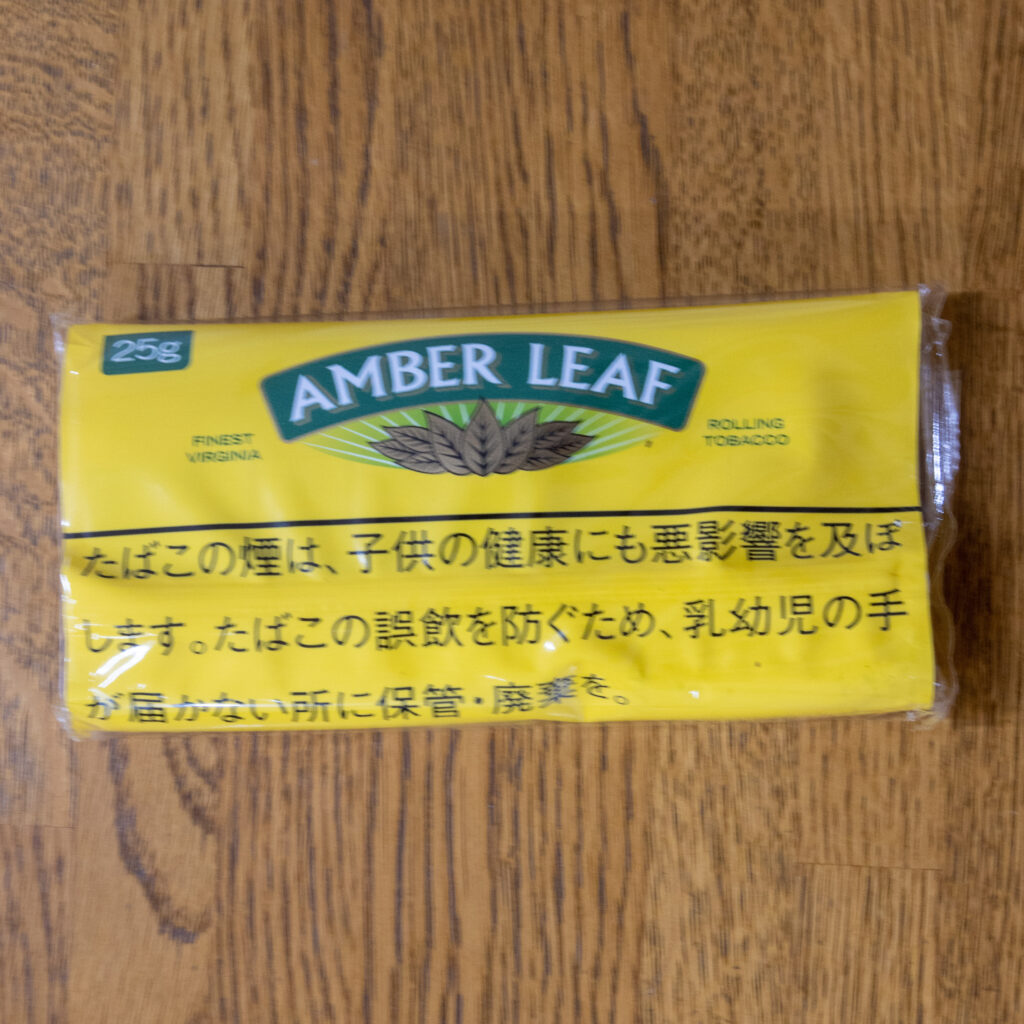 25g
AMBER LEAF
FINEST
VIRGINIA
ROLLING
TOBACCO
たばこの煙は、子供の健康にも悪影響を及ぼ
します。たばこの誤飲を防ぐため、乳幼児の手
が届かない所に保管・廃棄を。